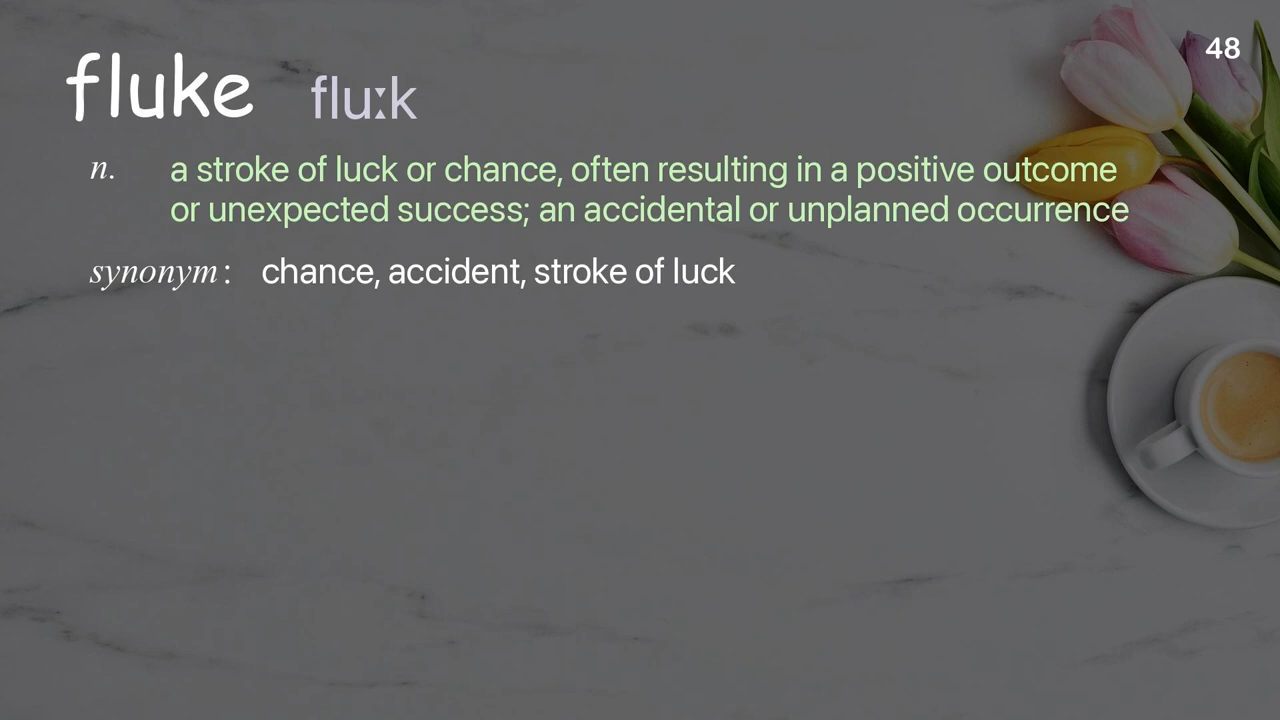 48
fluke fluːk
n. a stroke of luck or chance, often resulting in a positive outcome
or unexpected success; an accidental or unplanned occurrence
synonym: chance, accident, stroke of luck